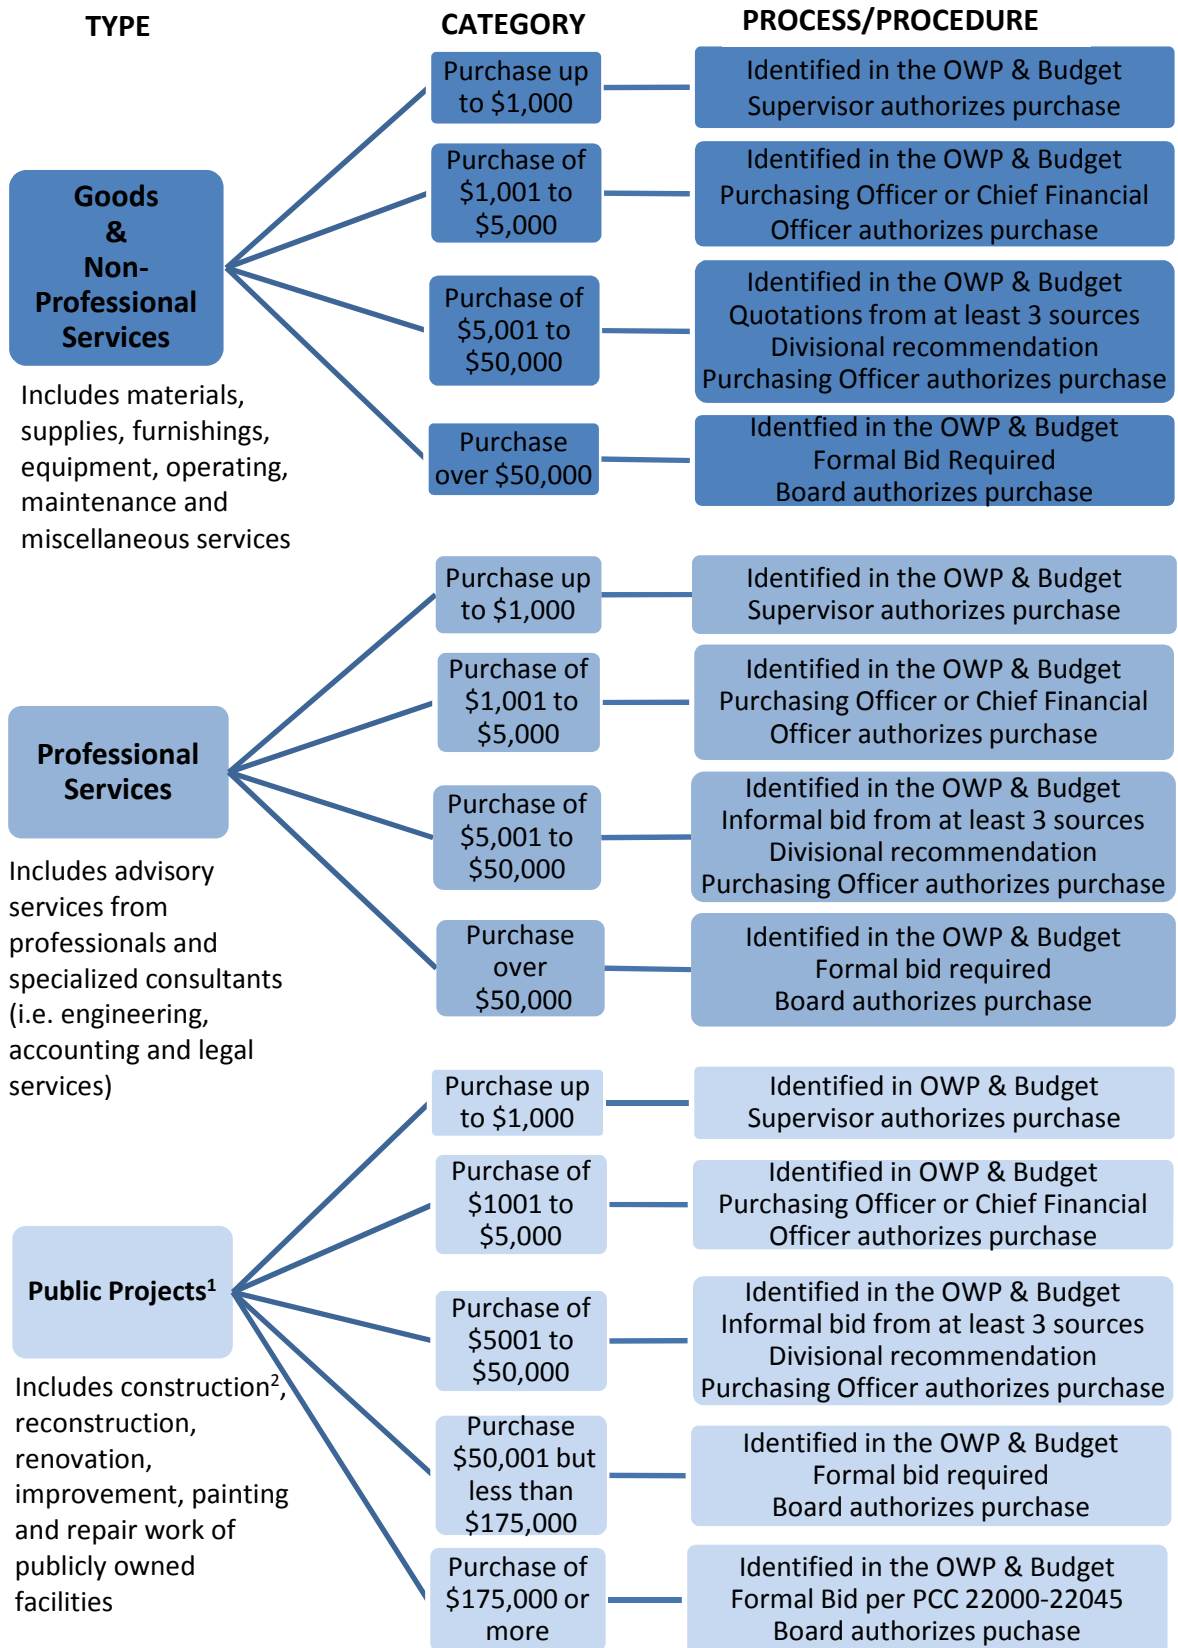 TYPE
CATEGORY
PROCESS/PROCEDURE
Goods
&
Non-
Professional
Services
Includes materials,
supplies, furnishings,
equipment, operating,
maintenance and
miscellaneous services
Purchase up
to $1,000
Identified in the OWP & Budget
Supervisor authorizes purchase
Purchase of
$1,001 to
$5,000
Identified in the OWP & Budget
Purchasing Officer or Chief Financial
Officer authorizes purchase
Purchase of
$5,001 to
$50,000
Identified in the OWP & Budget
Quotations from at least 3 sources
Divisional recommendation
Purchasing Officer authorizes purchase
Purchase
over $50,000
Identfied in the OWP & Budget
Formal Bid Required
Board authorizes purchase
Professional
Services
Includes advisory
services from
professionals and
specialized consultants
(i.e. engineering,
accounting and legal
services)
Purchase up
to $1,000
Identified in the OWP & Budget
Supervisor authorizes purchase
Purchase of
$1,001 to
$5,000
Identified in the OWP & Budget
Purchasing Officer or Chief Financial
Officer authorizes purchase
Purchase of
$5,001 to
$50,000
Identified in the OWP & Budget
Informal bid from at least 3 sources
Divisional recommendation
Purchasing Officer authorizes purchase
Purchase
over
$50,000
Identified in the OWP & Budget
Formal bid required
Board authorizes purchase
Public Projects¹
Includes construction²,
reconstruction,
renovation,
improvement, painting
and repair work of
publicly owned
facilities
Purchase up
to $1,000
Identified in OWP & Budget
Supervisor authorizes purchase
Purchase of
$1001 to
$5,000
Identified in OWP & Budget
Purchasing Officer or Chief Financial
Officer authorizes purchase
Purchase of
$5001 to
$50,000
Identified in the OWP & Budget
Informal bid from at least 3 sources
Divisional recommendation
Purchasing Officer authorizes purchase
Purchase
$50,001 but
less than
$175,000
Identified in the OWP & Budget
Formal bid required
Board authorizes purchase
Purchase of
$175,000 or
more
Identified in the OWP & Budget
Formal Bid per PCC 22000-22045
Board authorizes puchase